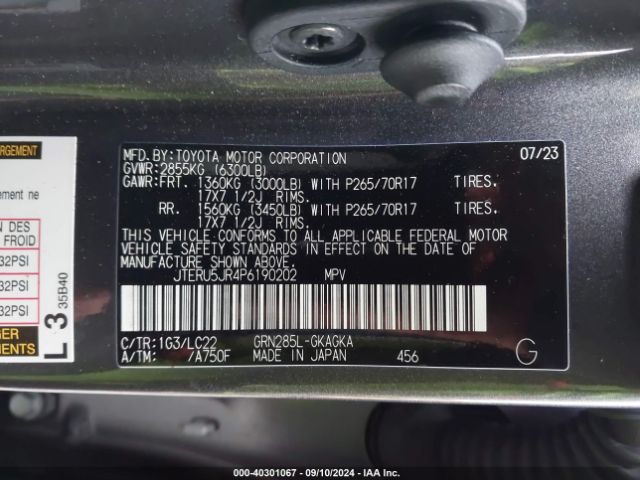 RGEMENT
ement ne
ON DES
FROID
32PSI
32PSI
32PSI
GER
EMENTS
L 3 35B40
MFD.BY:TOYOTA MOTOR CORPORATION 07/23
GVWR:2855KG (6300LB)
GAWR:FRT. 1360KG (3000LB) WITH P265/70R17 TIRES.
17X7 1/2J RIMS.
RR. 1560KG (3450LB) WITH P265/70R17 TIRES.
17X7 1/2J RIMS.
THIS VEHICLE CONFORMS TO ALL APPLICABLE FEDERAL MOTOR
VEHICLE SAFETY STANDARDS IN EFFECT ON THE DATE OF
MANUFACTURE SHOWN ABOVE.
JTERU5JR4P6190202 MPV
C/TR:1G3/LC22 GRN285L-GKAGKA
A/TM: /A750F MADE IN JAPAN 456 G
000-40301067 - 09/10/2024 - IAAI.com